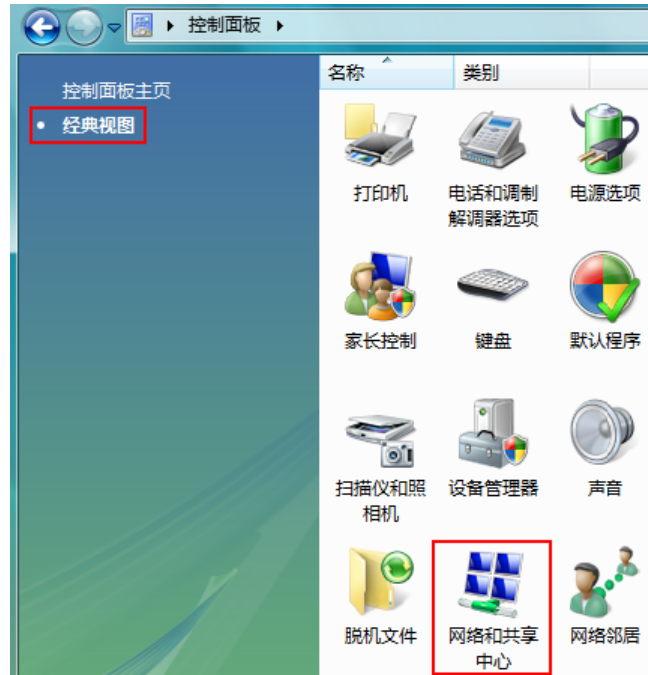 控制面板
控制面板主页
经典视图
名称 类别
打印机 电话和调制 电源选项
解调器选项
家长控制 键盘 默认程序
扫描仪和照 设备管理器 声音
相机
脱机文件 网络和共享 网络邻居
中心